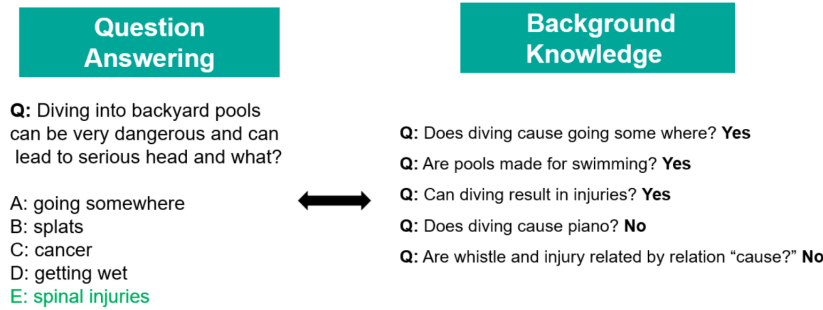 Question
Answering
Q: Diving into backyard pools
can be very dangerous and can
lead to serious head and what?
A: going somewhere
B: splats
C: cancer
D: getting wet
E: spinal injuries
Background
Knowledge
Q: Does diving cause going some where? Yes
Q: Are pools made for swimming? Yes
Q: Can diving result in injuries? Yes
Q: Does diving cause piano? No
Q: Are whistle and injury related by relation “cause?” No